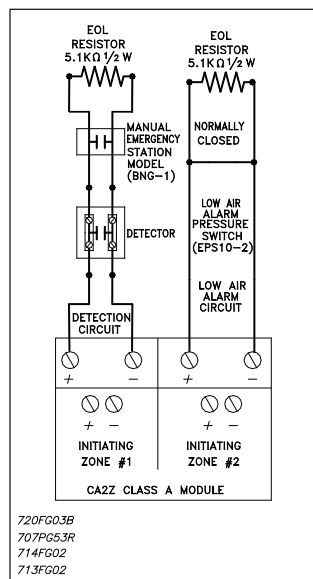 EOL
RESISTOR
5.1KΩ 1/2 W
EOL
RESISTOR
5.1KΩ 1/2 W
MANUAL
EMERGENCY
STATION
MODEL
(BNG-1)
NORMALLY
CLOSED
DETECTOR
LOW AIR
ALARM
PRESSURE
SWITCH
(EPS10-2)
LOW AIR
ALARM
CIRCUIT
DETECTION
CIRCUIT
+ − + −
+ − + −
INITIATING
ZONE #1
INITIATING
ZONE #2
CA2Z CLASS A MODULE
720FG03B
707PG53R
714FG02
713FG02